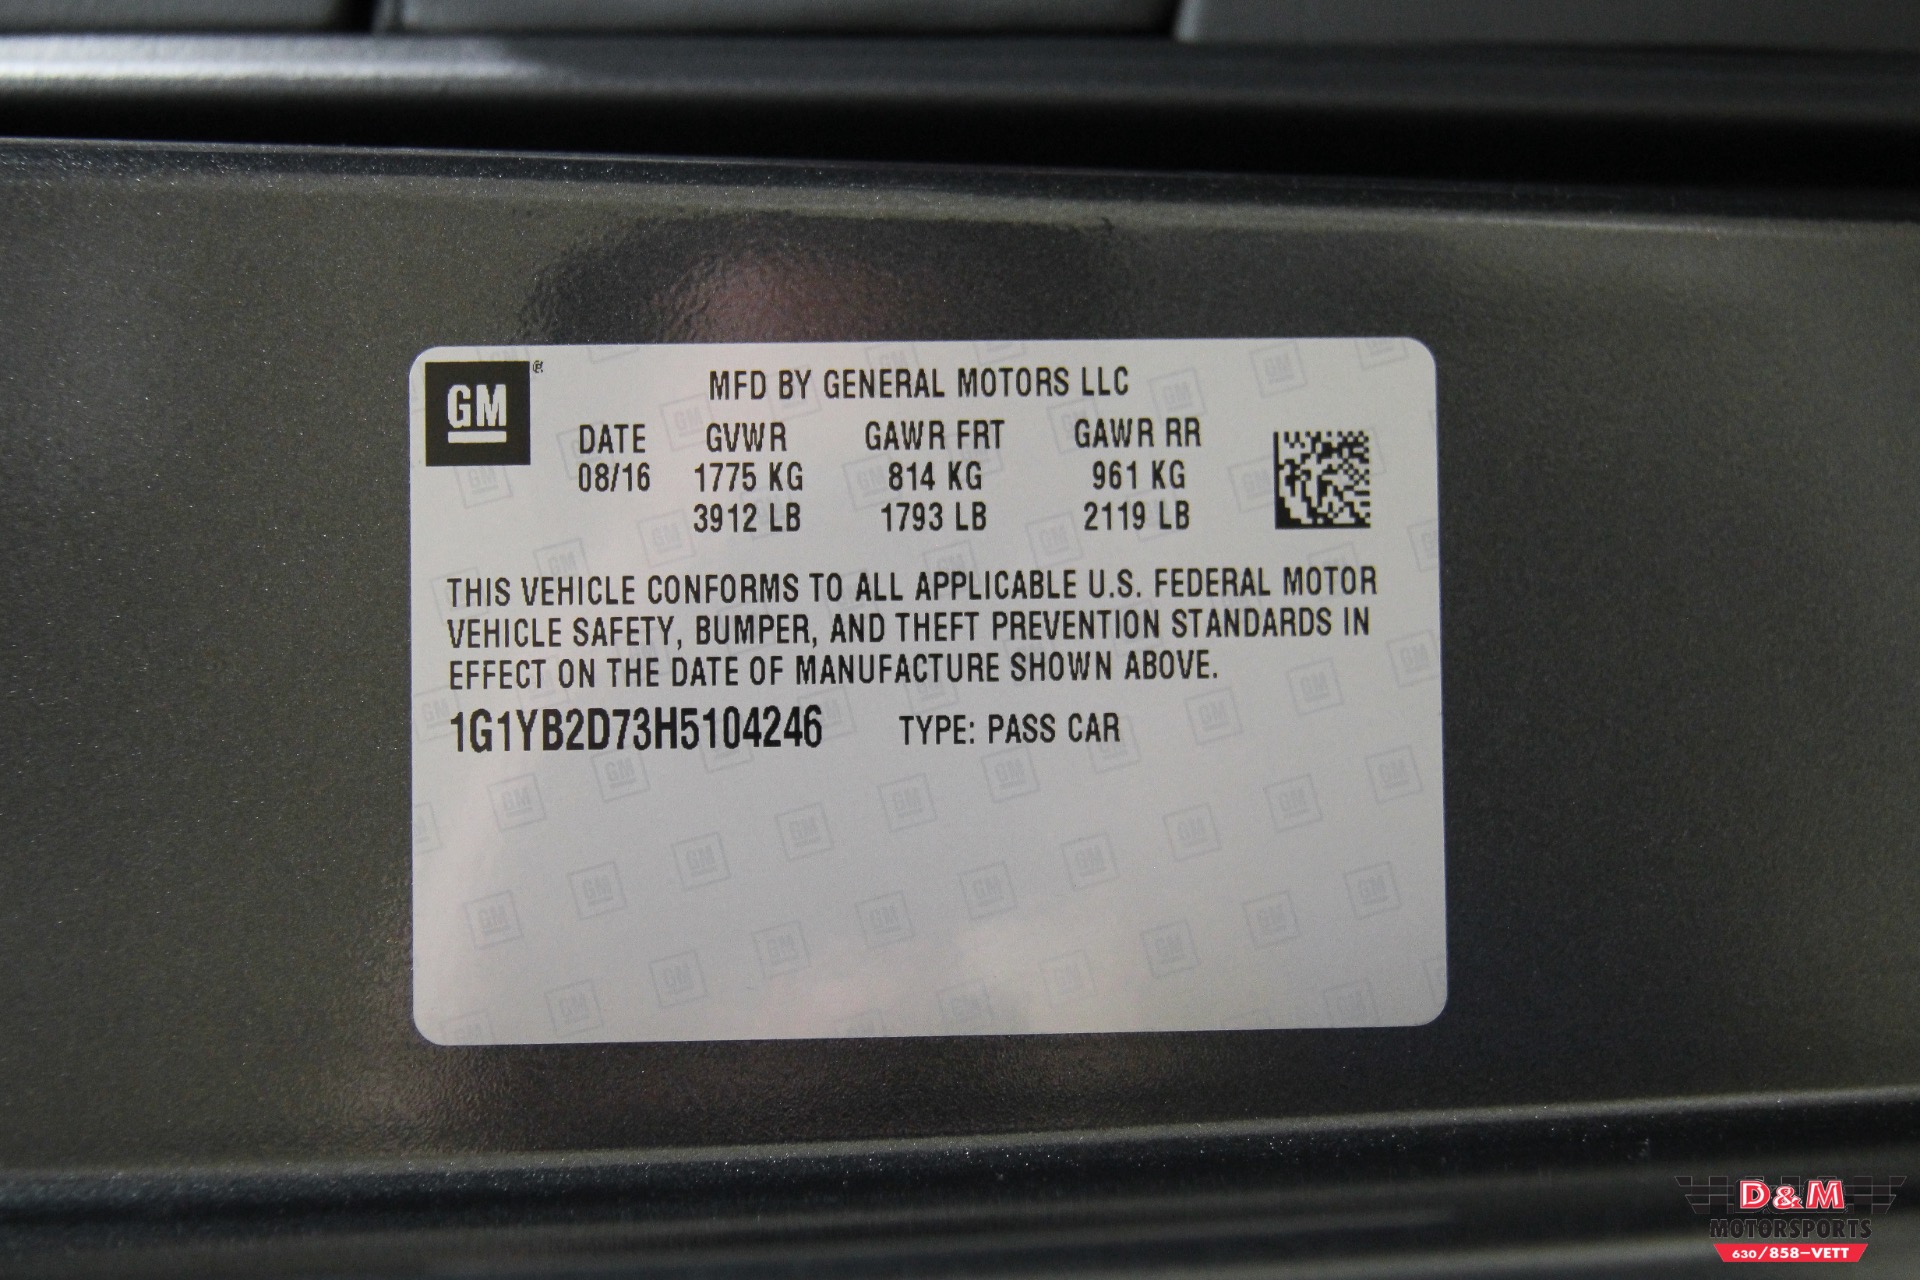 GM
MFD BY GENERAL MOTORS LLC
DATE GVWR GAWR FRT GAWR RR
08/16 1775 KG 814 KG 961 KG
3912 LB 1793 LB 2119 LB
THIS VEHICLE CONFORMS TO ALL APPLICABLE U.S. FEDERAL MOTOR
VEHICLE SAFETY, BUMPER, AND THEFT PREVENTION STANDARDS IN
EFFECT ON THE DATE OF MANUFACTURE SHOWN ABOVE.
1G1YB2D73H5104246 TYPE: PASS CAR
D&M
MOTORSPORTS
630/858-VETT